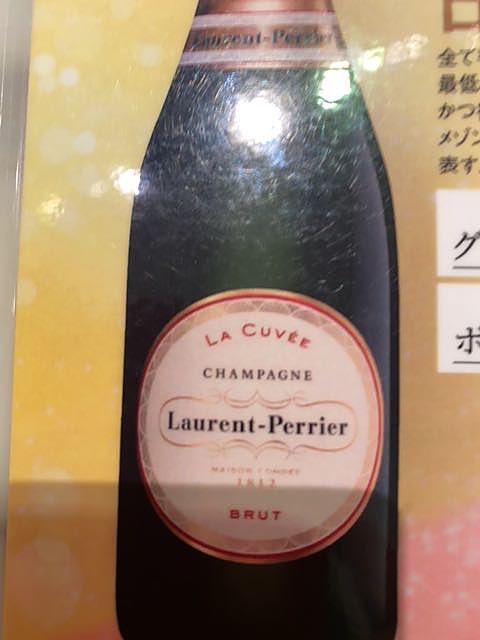 Laurent-Perrier
全て
最低
かつ
メゾン
表す
グ
ボ
LA CUVÉE
CHAMPAGNE
Laurent-Perrier
MAISON FONDÉE
1812
BRUT